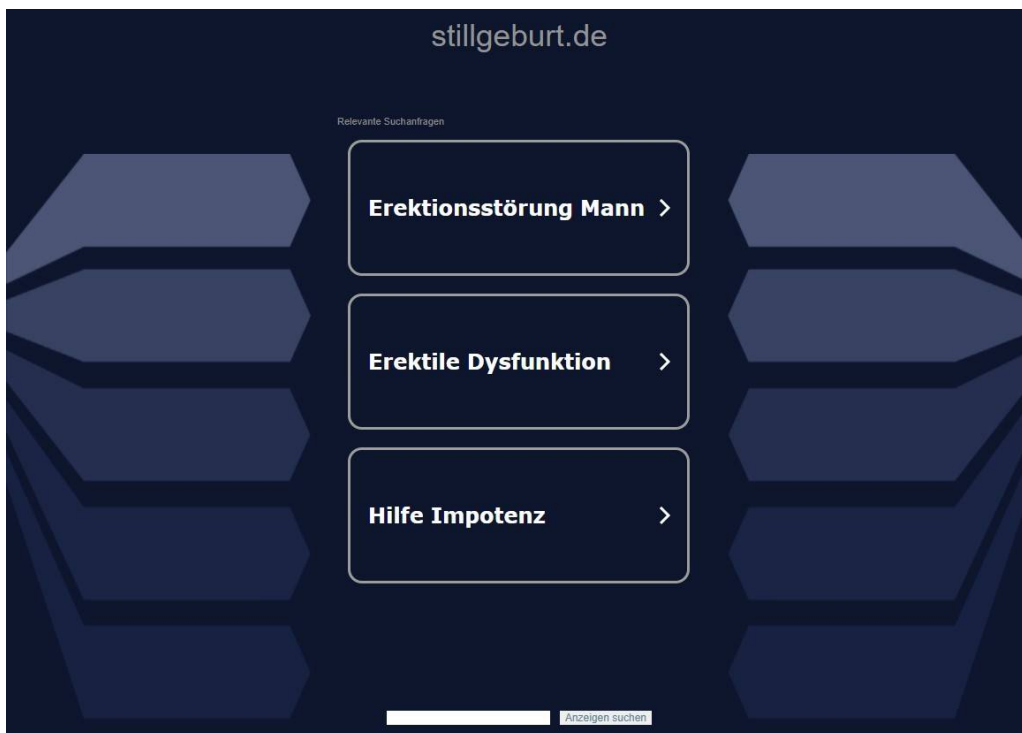 stillgeburt.de
Relevante Suchanfragen
Erektionsstörung Mann
Erektile Dysfunktion
Hilfe Impotenz
Anzeigen suchen